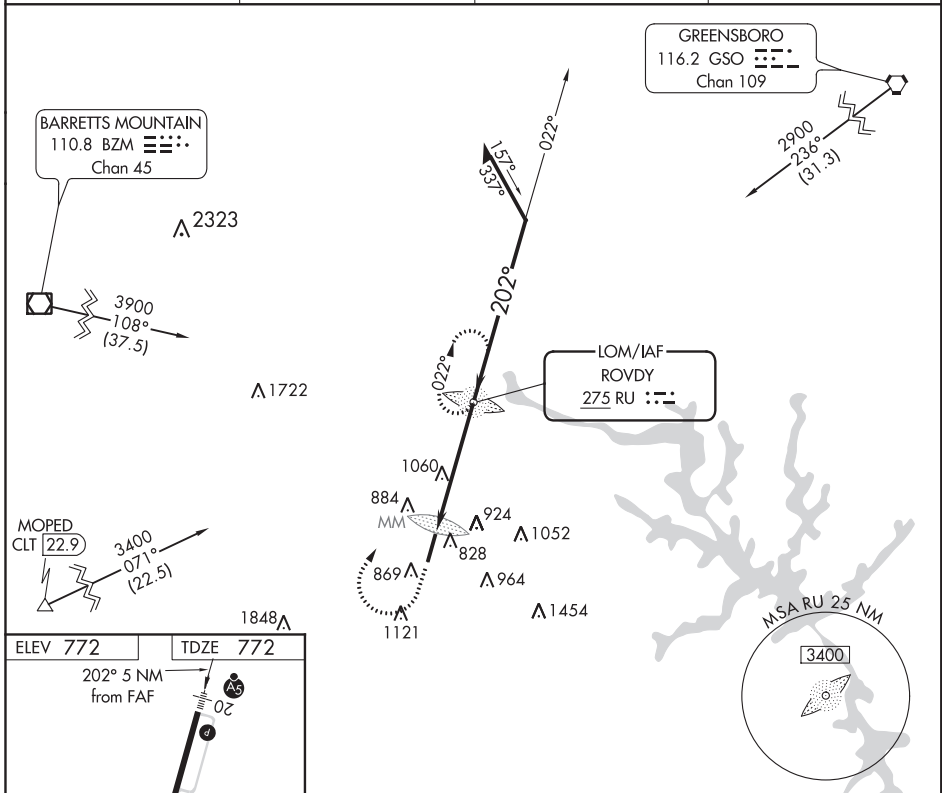 GREENSBORO
116.2 GSO
Chan 109
2900
236°
(31.3)
BARRETTS MOUNTAIN
110.8 BZM
Chan 45
022°
157°
337°
2323
202°
3900
108°
(37.5)
LOM/IAF
ROVDY
275 RU
022°
1722
1060
884
MM
924
1052
828
MOPED
CLT 22.9
3400
071°
(22.5)
869
964
1454
1121
1848
MSA RU 25 NM
3400
ELEV 772
TDZE 772
202° 5 NM
from FAF
A5
20
P